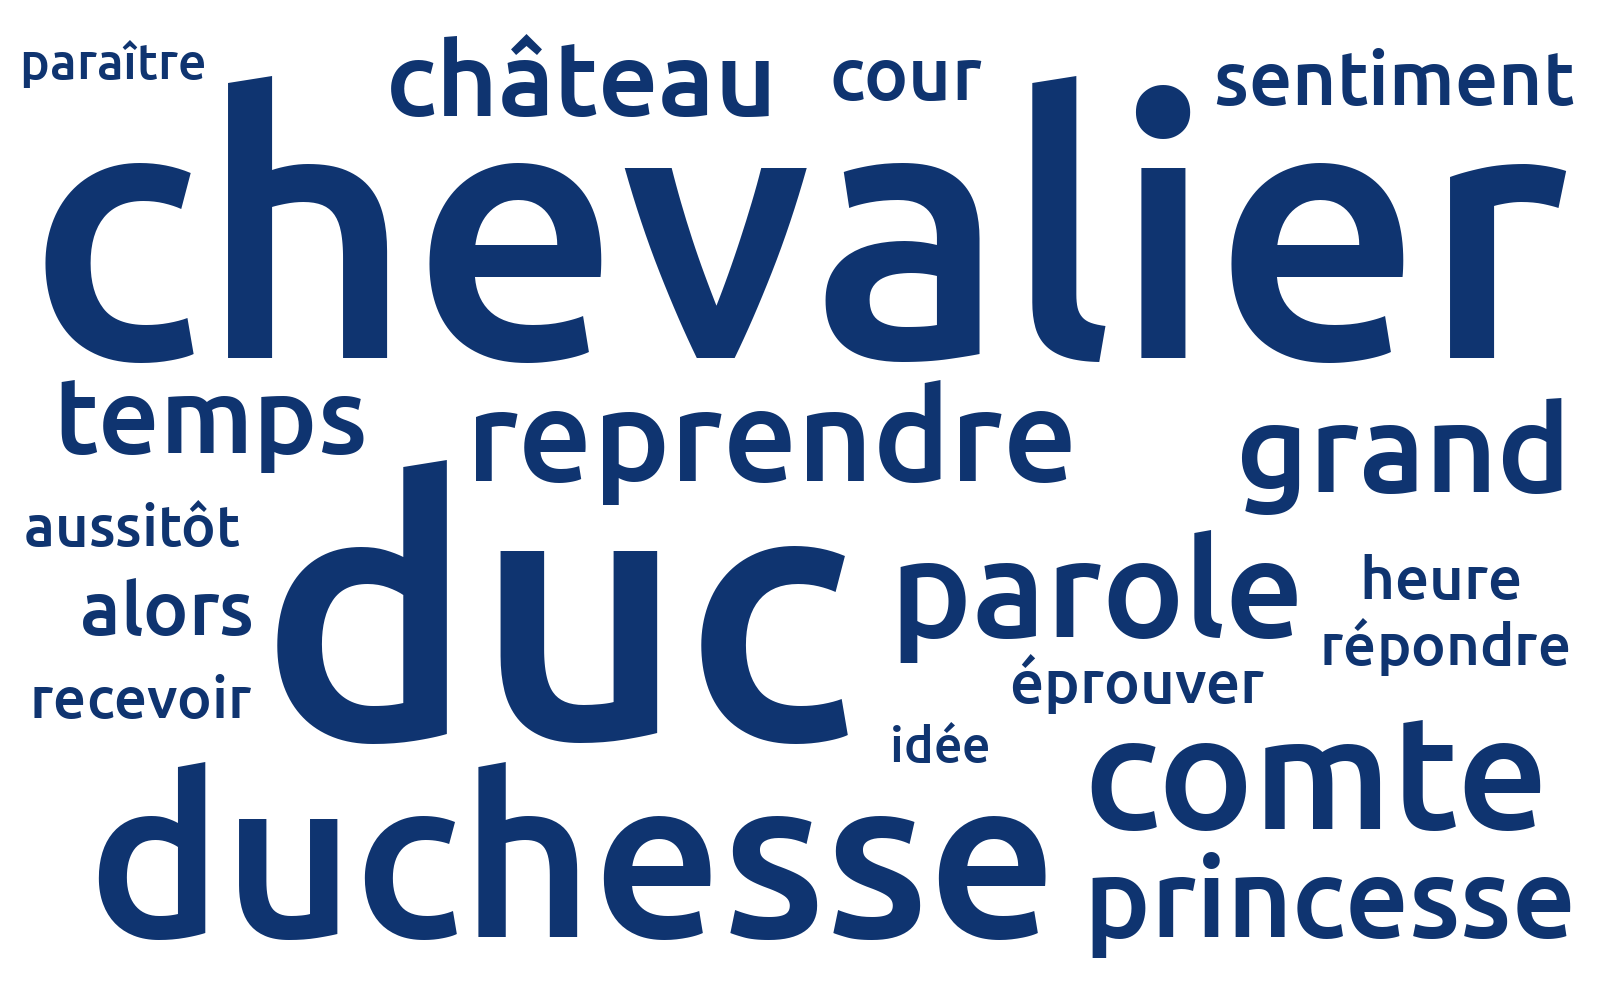 paraître
château
cour
sentiment
chevalier
temps
reprendre
grand
aussitôt
duc
parole
heure
alors
répondre
recevoir
éprouver
idée
comte
duchesse
princesse